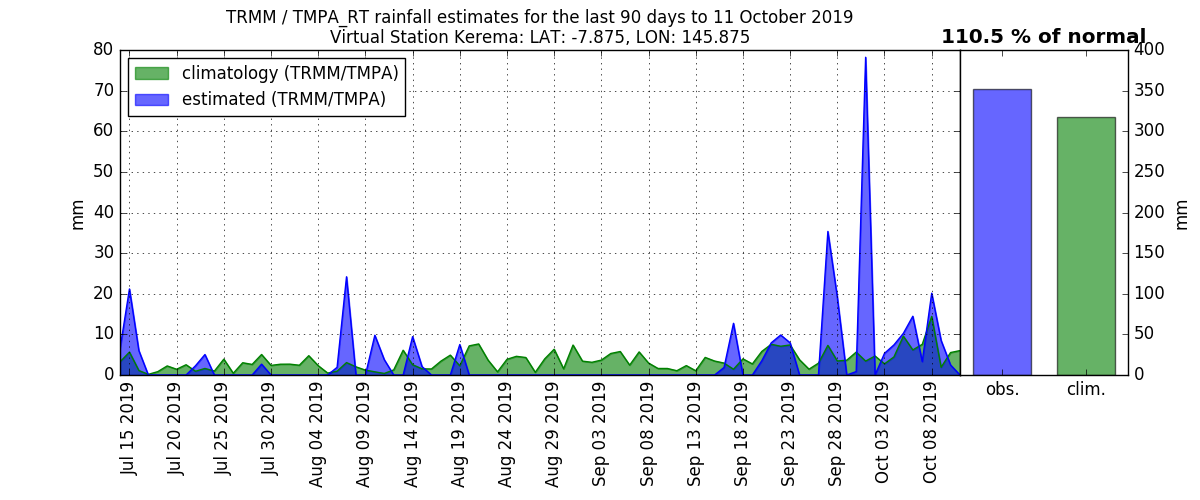 TRMM / TMPA_RT rainfall estimates for the last 90 days to 11 October 2019
Virtual Station Kerema: LAT: -7.875, LON: 145.875
110.5 % of normal
climatology (TRMM/TMPA)
estimated (TRMM/TMPA)
80
70
60
50
40
30
20
10
0
mm
400
350
300
250
200
150
100
50
0
mm
Jul 15 2019
Jul 20 2019
Jul 25 2019
Jul 30 2019
Aug 04 2019
Aug 09 2019
Aug 14 2019
Aug 19 2019
Aug 24 2019
Aug 29 2019
Sep 03 2019
Sep 08 2019
Sep 13 2019
Sep 18 2019
Sep 23 2019
Sep 28 2019
Oct 03 2019
Oct 08 2019
obs.
clim.